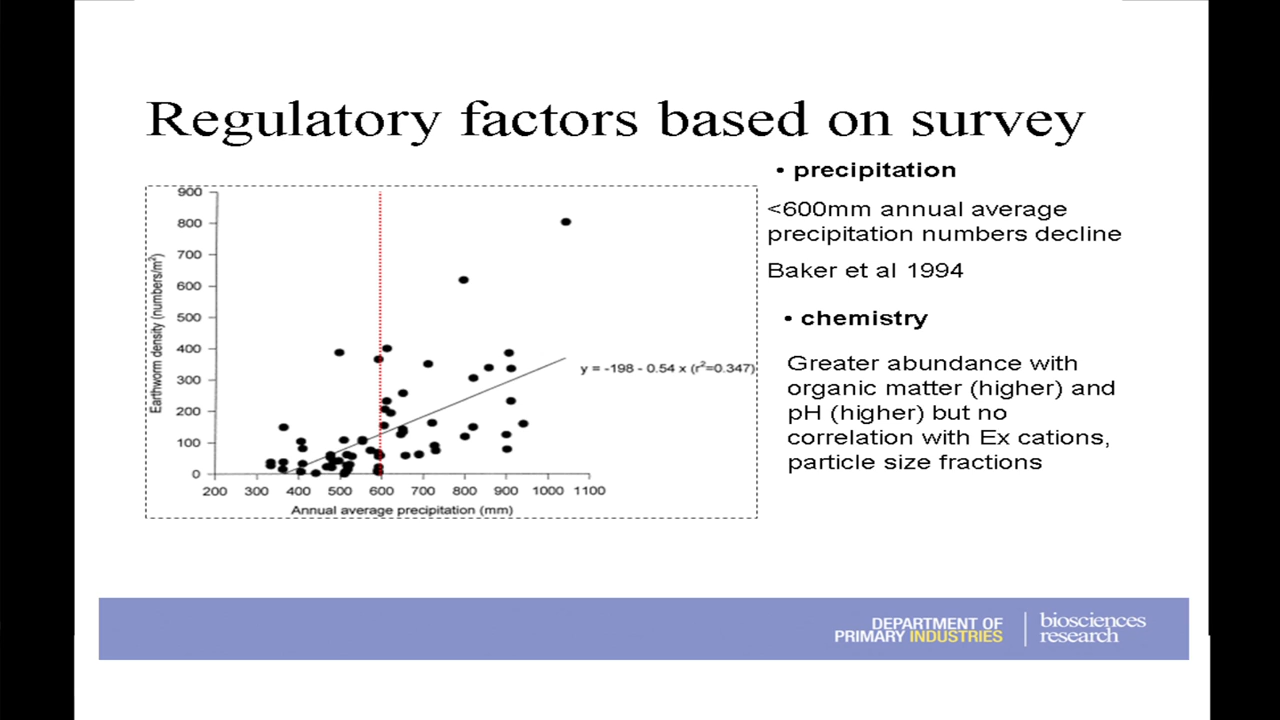 Regulatory factors based on survey
• precipitation
<600mm annual average
precipitation numbers decline
Baker et al 1994
• chemistry
Greater abundance with
organic matter (higher) and
pH (higher) but no
correlation with Ex cations,
particle size fractions
Earthworm density (numbers/m²)
900
800
700
600
500
400
300
200
100
0
y = -198 - 0.54 x (r²=0.347)
200 300 400 500 600 700 800 900 1000 1100
Annual average precipitation (mm)
DEPARTMENT OF
PRIMARY INDUSTRIES
biosciences
research